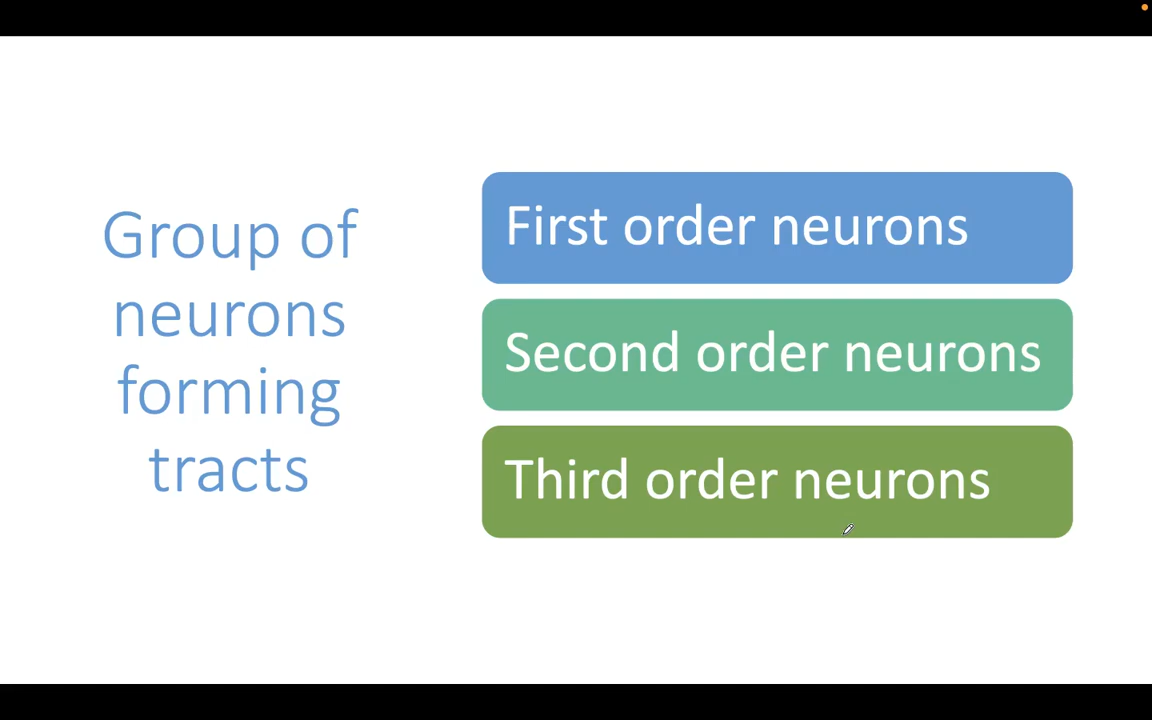 Group of
neurons
forming
tracts
First order neurons
Second order neurons
Third order neurons